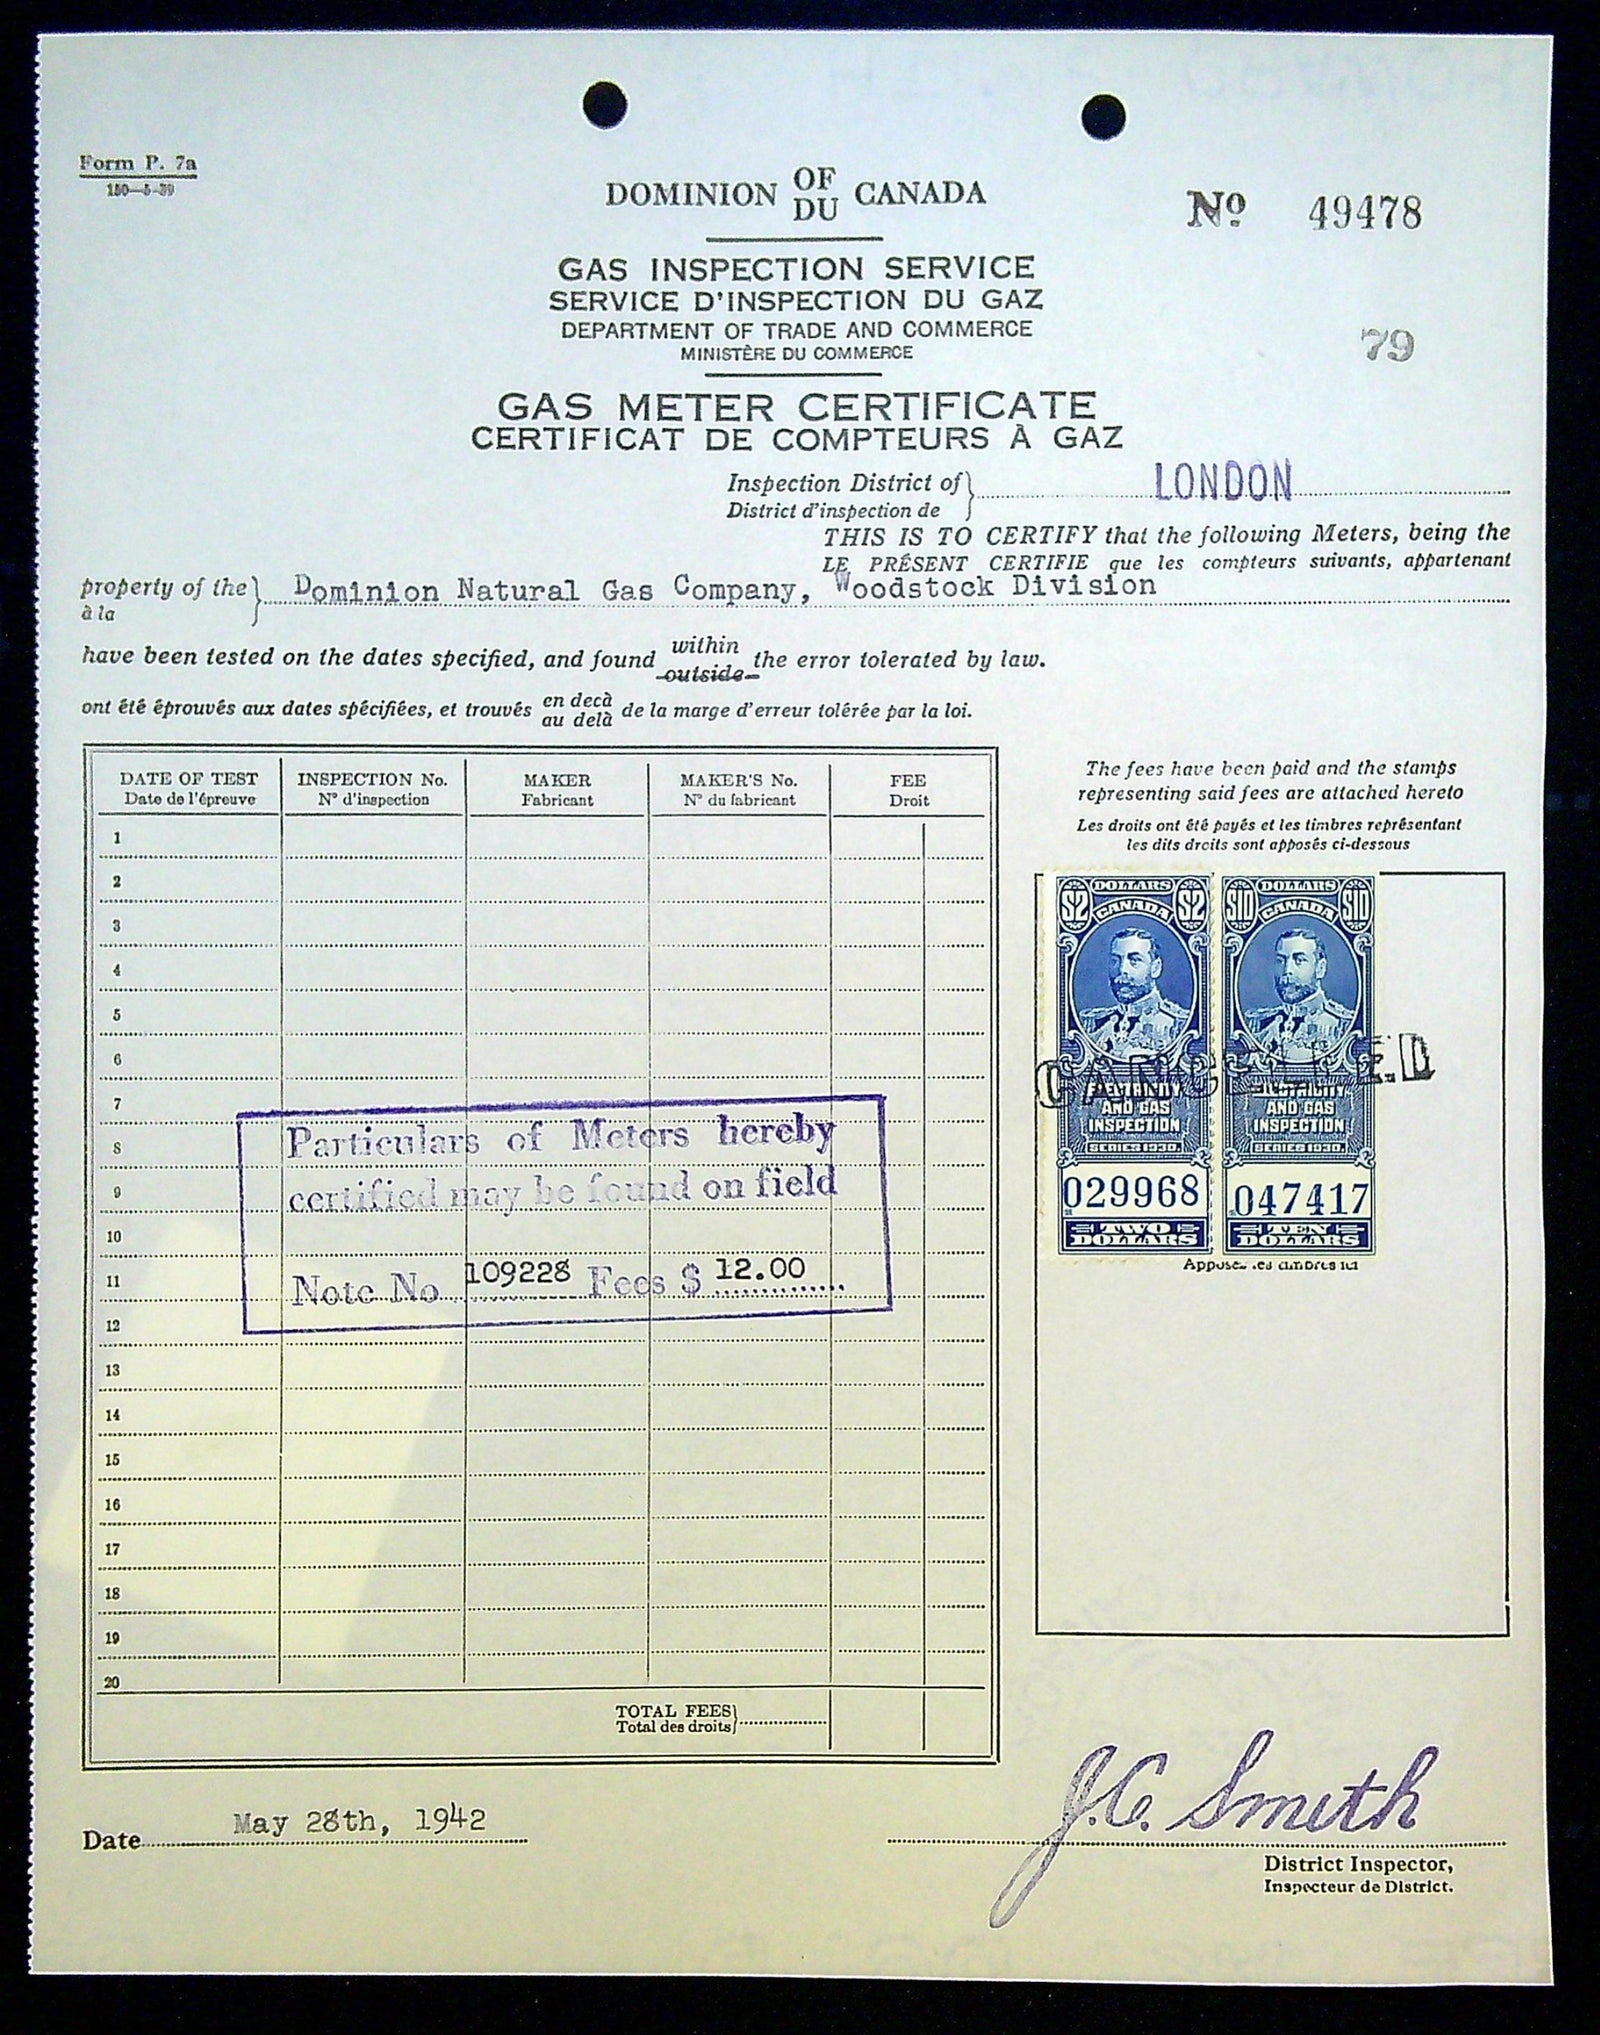 Form P. 7a
150—5-39
DOMINION OF DU CANADA
No 49478
GAS INSPECTION SERVICE
SERVICE D'INSPECTION DU GAZ
DEPARTMENT OF TRADE AND COMMERCE
MINISTÈRE DU COMMERCE
79
GAS METER CERTIFICATE
CERTIFICAT DE COMPTEURS À GAZ
Inspection District of LONDON
District d'inspection de
THIS IS TO CERTIFY that the following Meters, being the
LE PRÉSENT CERTIFIE que les compteurs suivants, appartenant
property of the Dominion Natural Gas Company, Woodstock Division
à la
have been tested on the dates specified, and found within outside the error tolerated by law.
ont été éprouvés aux dates spécifiées, et trouvés en decà au delà de la marge d'erreur tolérée par la loi.
DATE OF TEST INSPECTION No. MAKER MAKER'S No. FEE
Date de l'épreuve N° d'inspection Fabricant N° du fabricant Droit
1
2
3
4
5
6
7
8
9
10
11
12
13
14
15
16
17
18
19
20
Particulars of Meters hereby
certified may be found on field
Note No 109228 Fees $ 12.00
TOTAL FEES
Total des droits
The fees have been paid and the stamps
representing said fees are attached hereto
Les droits ont été payés et les timbres représentant
les dits droits sont apposés ci-dessous
DOLLARS
$2 CANADA $2
ELECTRICITY
AND GAS
INSPECTION
SERIES 1930.
029968
TWO
DOLLARS
DOLLARS
$10 CANADA $10
ELECTRICITY
AND GAS
INSPECTION
SERIES 1930.
047417
TEN
DOLLARS
CANCELLED
Date May 28th, 1942
J.C. Smith
District Inspector,
Inspecteur de District.